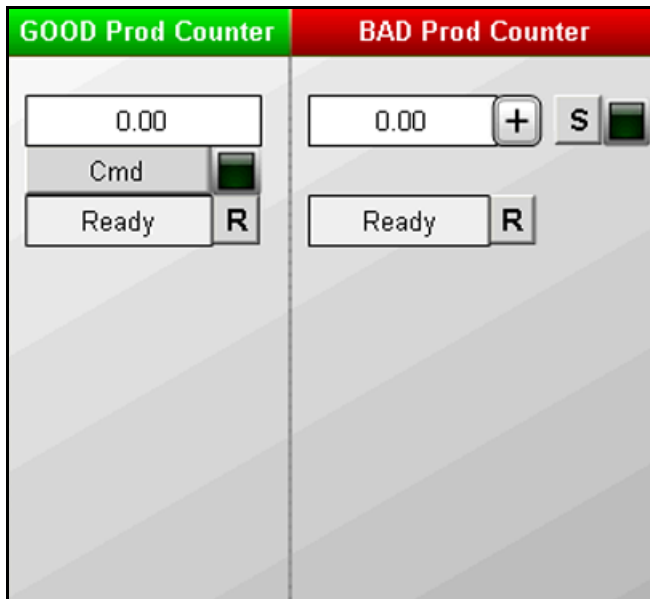 GOOD Prod Counter
BAD Prod Counter
0.00
0.00 + S
Cmd
Ready R
Ready R